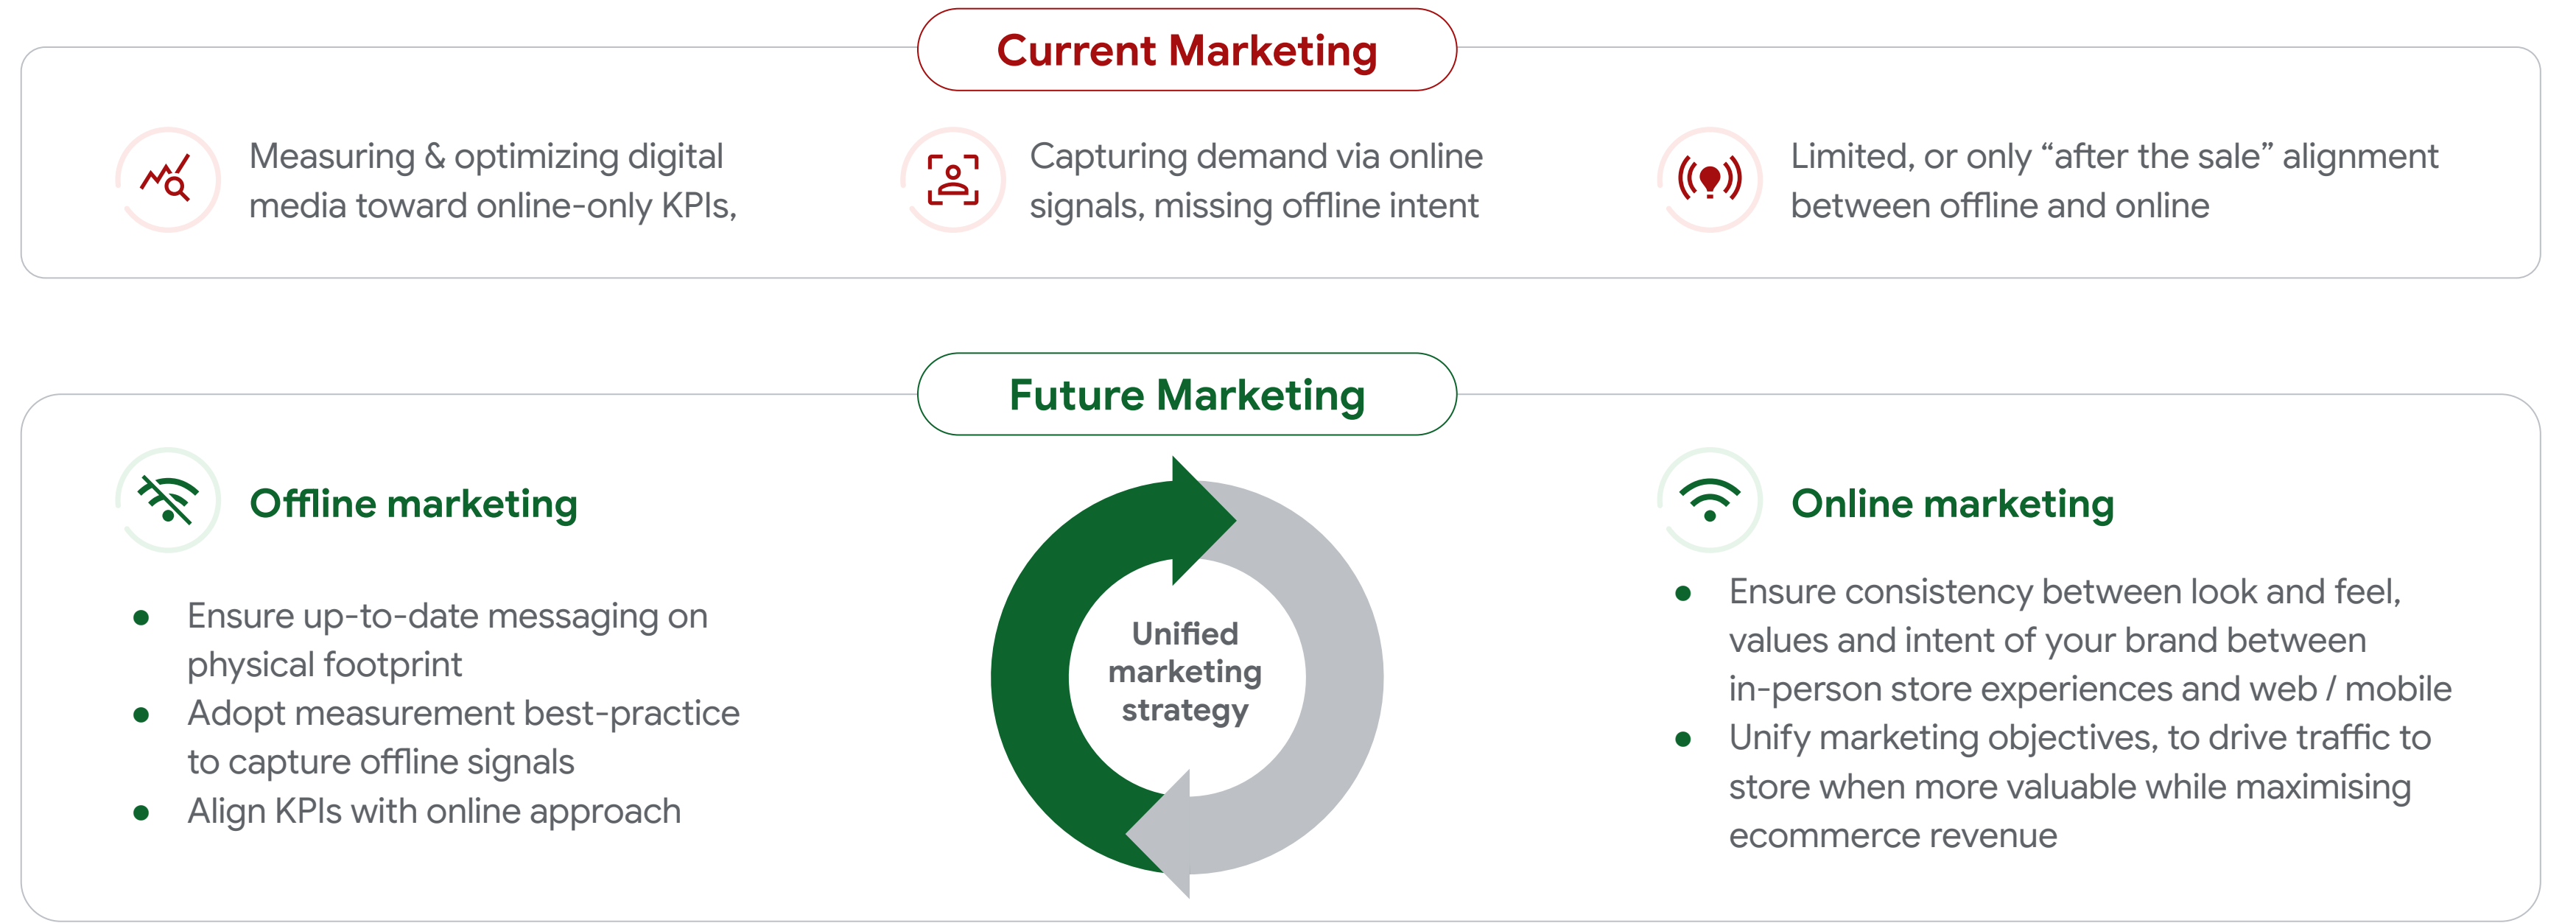 Current Marketing
Measuring & optimizing digital
media toward online-only KPIs,
Capturing demand via online
signals, missing offline intent
Limited, or only “after the sale” alignment
between offline and online
Future Marketing
Offline marketing
● Ensure up-to-date messaging on
physical footprint
● Adopt measurement best-practice
to capture offline signals
● Align KPIs with online approach
Unified
marketing
strategy
Online marketing
● Ensure consistency between look and feel,
values and intent of your brand between
in-person store experiences and web / mobile
● Unify marketing objectives, to drive traffic to
store when more valuable while maximising
ecommerce revenue